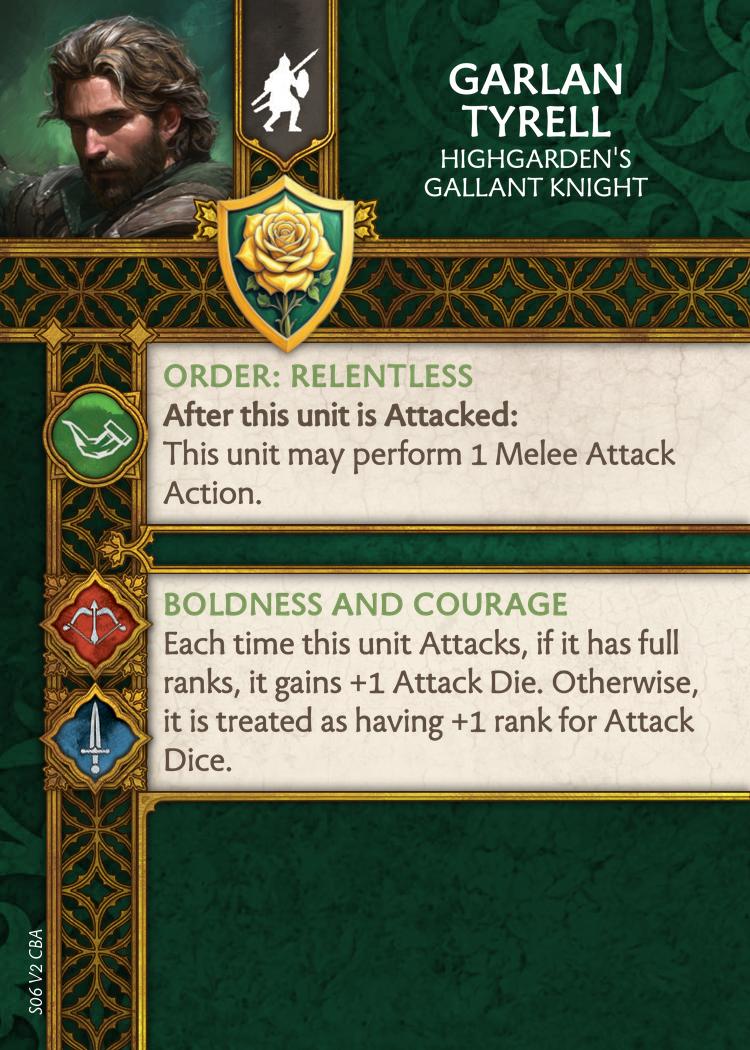 GARLAN
TYRELL
HIGHGARDEN'S
GALLANT KNIGHT
ORDER: RELENTLESS
After this unit is Attacked:
This unit may perform 1 Melee Attack
Action.
BOLDNESS AND COURAGE
Each time this unit Attacks, if it has full
ranks, it gains +1 Attack Die. Otherwise,
it is treated as having +1 rank for Attack
Dice.
S06 V2 CBA